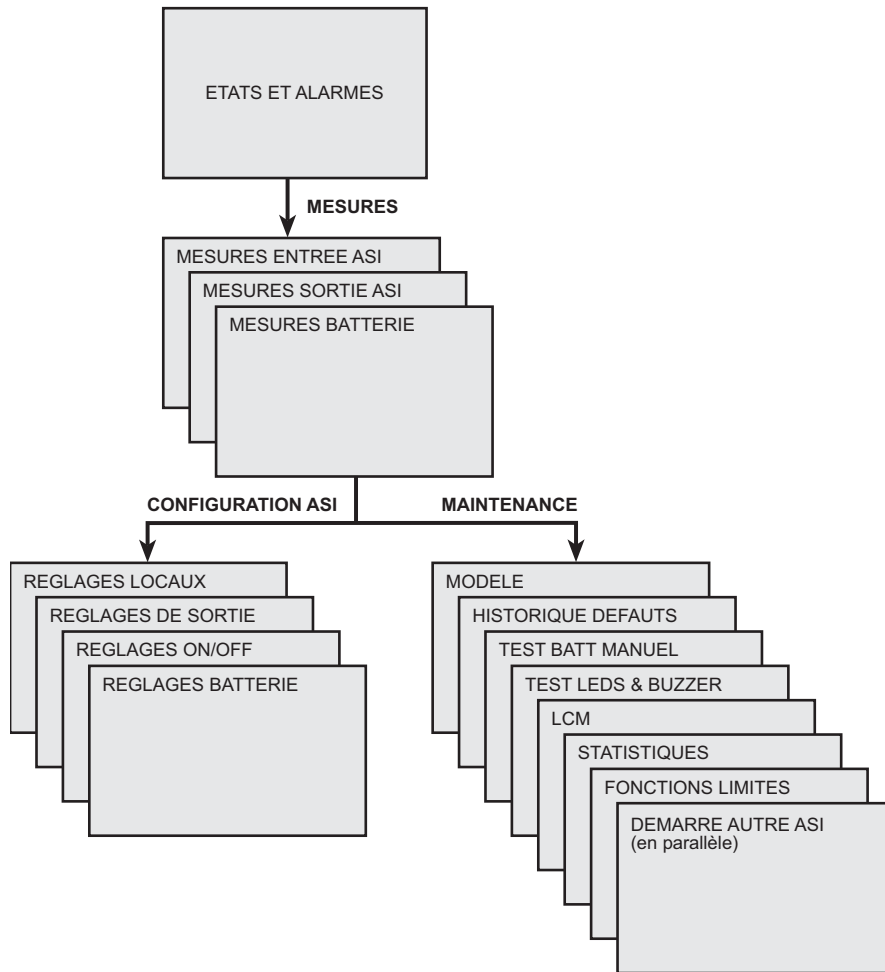 ETATS ET ALARMES
MESURES
MESURES ENTREE ASI
MESURES SORTIE ASI
MESURES BATTERIE
CONFIGURATION ASI
MAINTENANCE
REGLAGES LOCAUX
REGLAGES DE SORTIE
REGLAGES ON/OFF
REGLAGES BATTERIE
MODELE
HISTORIQUE DEFAUTS
TEST BATT MANUEL
TEST LEDS & BUZZER
LCM
STATISTIQUES
FONCTIONS LIMITES
DEMARRE AUTRE ASI
(en parallèle)